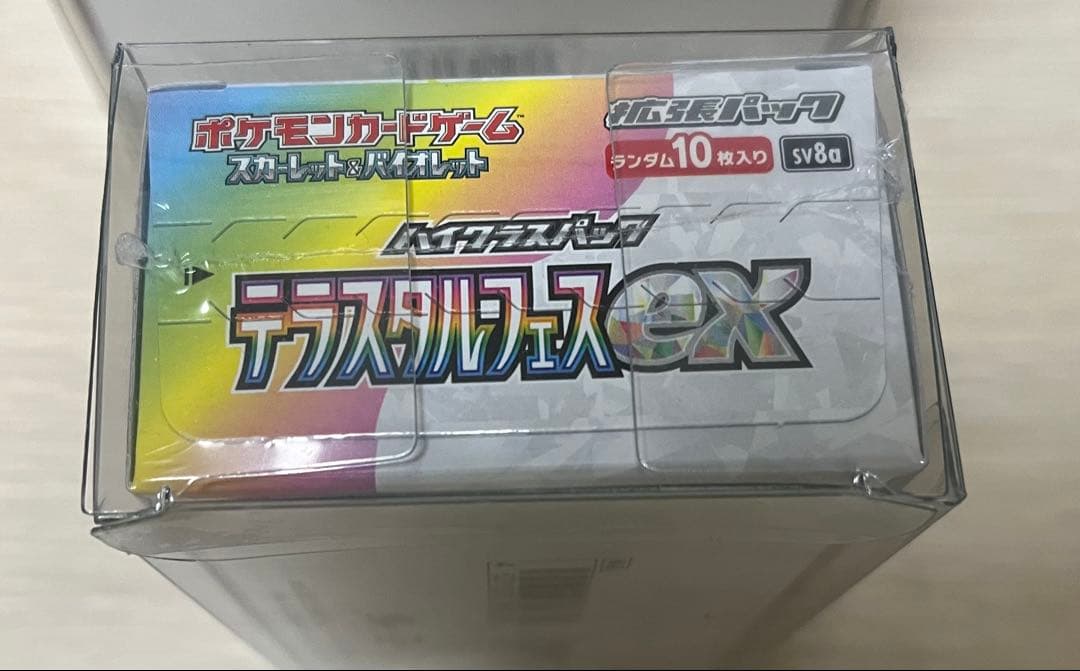 ポケモンカードゲーム™
スカーレット&バイオレット
拡張パック
ランダム10枚入り
sv8a
ハイクラスパック
テラスタルフェスex